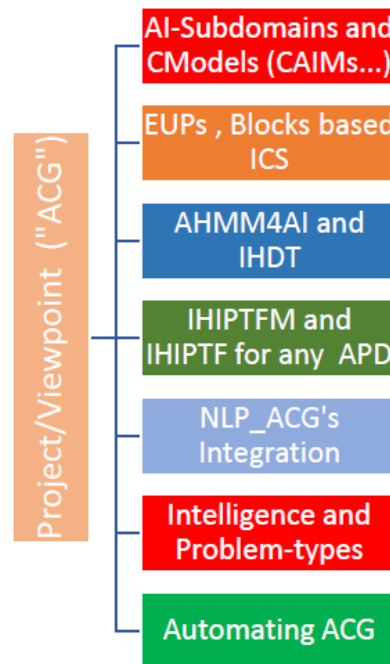 Project/Viewpoint ("ACG")
AI-Subdomains and
CModels (CAIMs...)
EUPs , Blocks based
ICS
AHMM4AI and
IHDT
IHIPTFM and
IHIPTF for any APD
NLP_ACG's
Integration
Intelligence and
Problem-types
Automating ACG